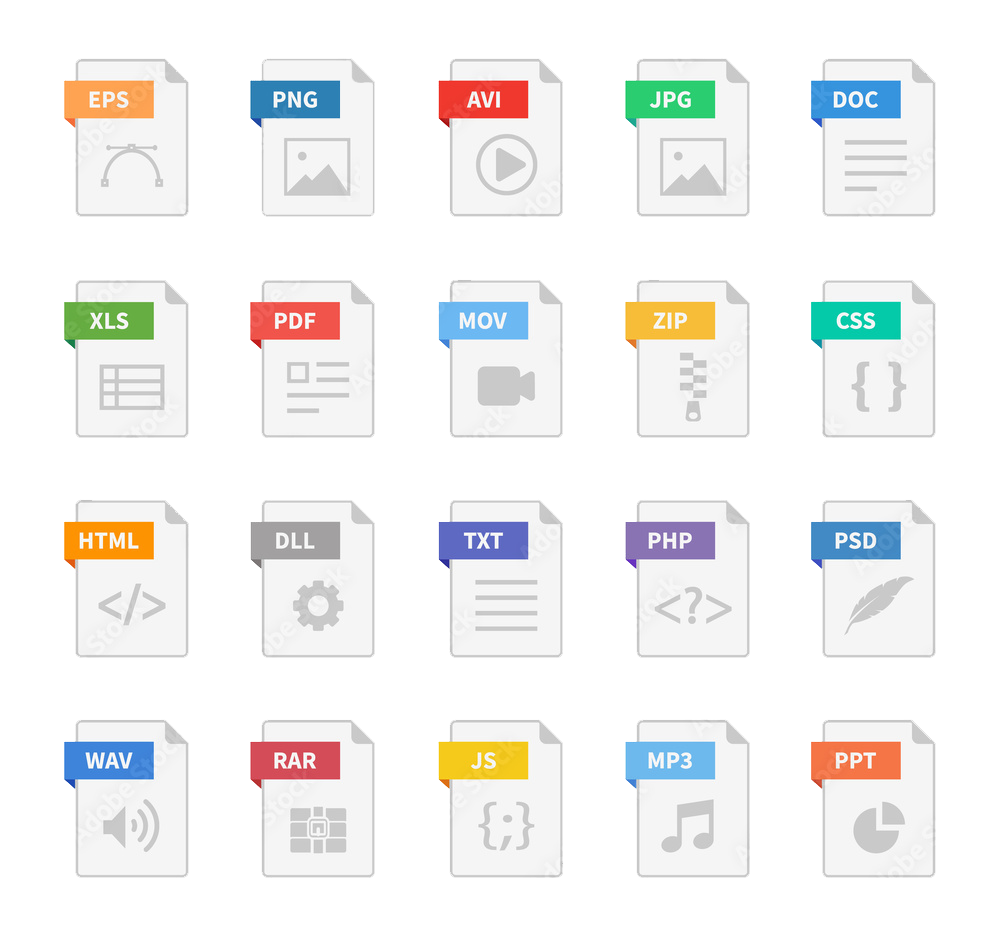 EPS
PNG
AVI
JPG
DOC
XLS
PDF
MOV
ZIP
CSS
HTML
DLL
TXT
PHP
PSD
WAV
RAR
JS
MP3
PPT